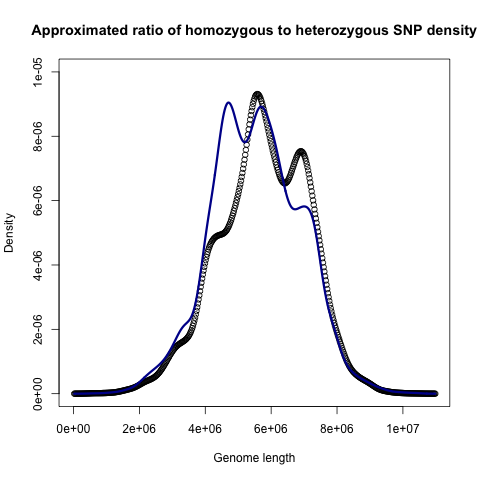 Approximated ratio of homozygous to heterozygous SNP density
1e-05
8e-06
6e-06
4e-06
2e-06
0e+00
Density
0e+00 2e+06 4e+06 6e+06 8e+06 1e+07
Genome length